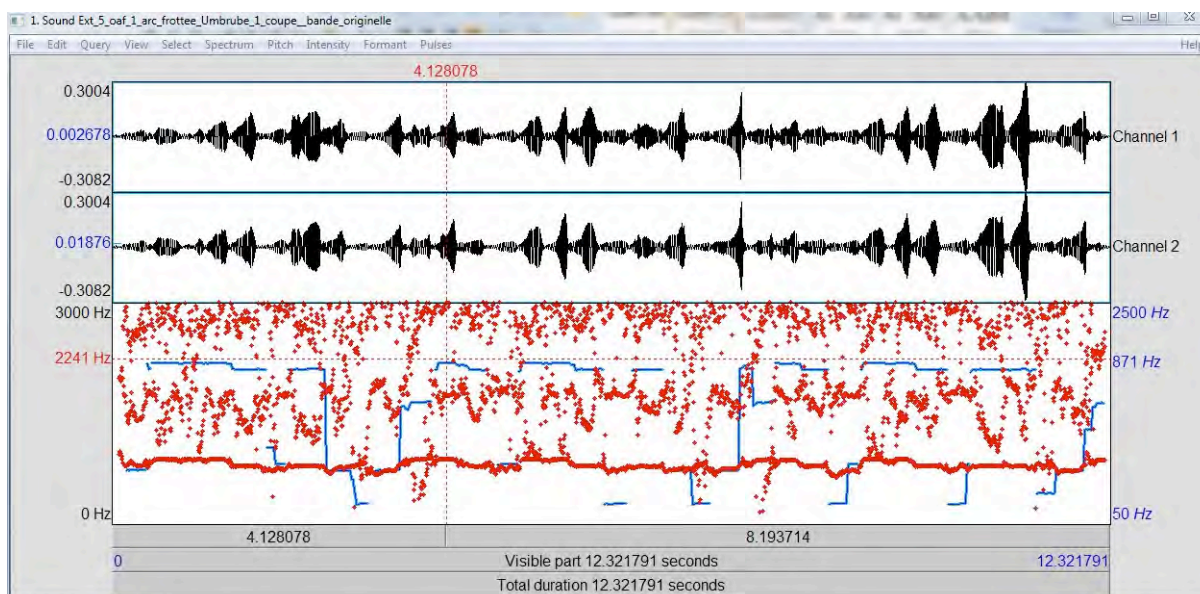 1. Sound Ext_5_oaf_1_arc_frottee_Umbrube_1_coupe__bande_originelle
File Edit Query View Select Spectrum Pitch Intensity Formant Pulses Help
4.128078
0.3004
0.002678
Channel 1
-0.3082
0.3004
0.01876
Channel 2
-0.3082
3000 Hz 2500 Hz
2241 Hz 871 Hz
0 Hz 50 Hz
4.128078 8.193714
0 Visible part 12.321791 seconds 12.321791
Total duration 12.321791 seconds